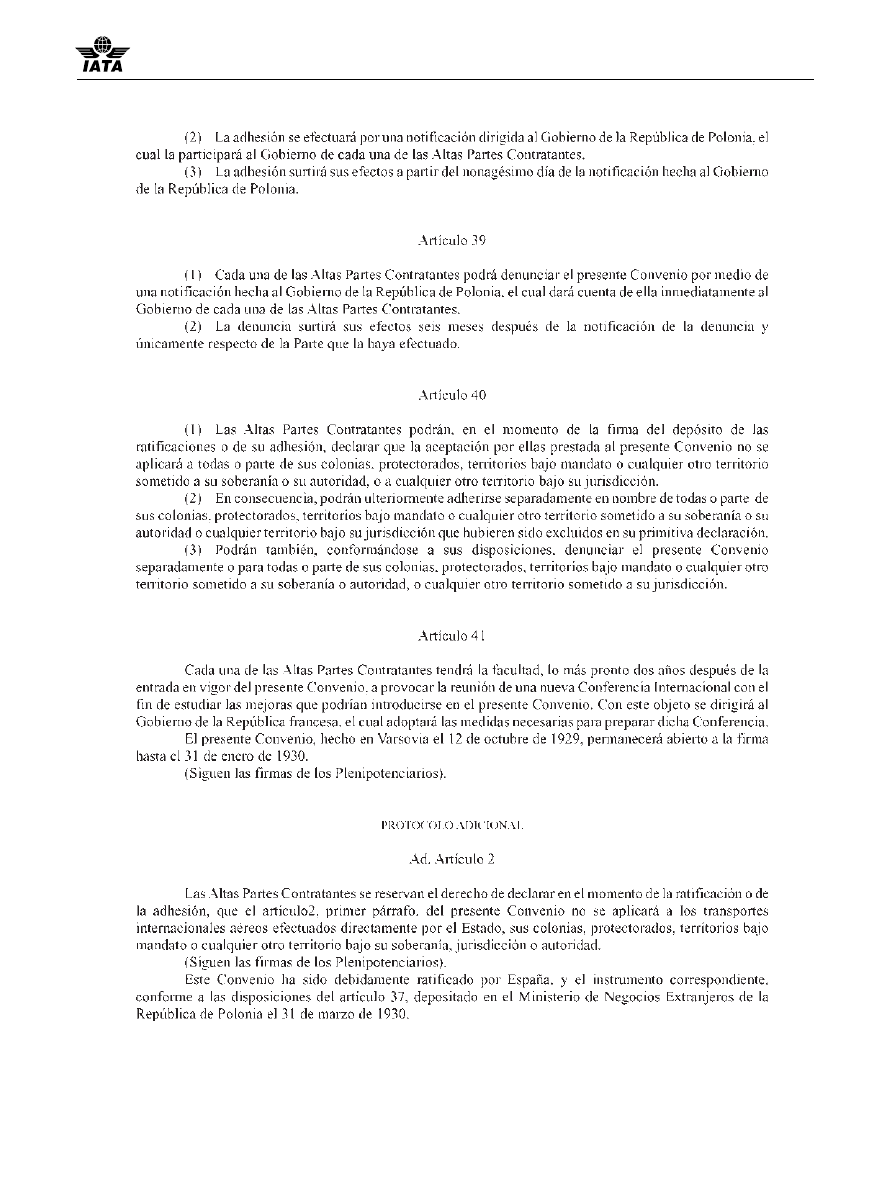 IATA
(2) La adhesión se efectuará por una notificación dirigida al Gobierno de la República de Polonia, el
cual la participará al Gobierno de cada una de las Altas Partes Contratantes.
(3) La adhesión surtirá sus efectos a partir del nonagésimo día de la notificación hecha al Gobierno
de la República de Polonia.
Artículo 39
(1) Cada una de las Altas Partes Contratantes podrá denunciar el presente Convenio por medio de
una notificación hecha al Gobierno de la República de Polonia, el cual dará cuenta de ella inmediatamente al
Gobierno de cada una de las Altas Partes Contratantes.
(2) La denuncia surtirá sus efectos seis meses después de la notificación de la denuncia y
únicamente respecto de la Parte que la haya efectuado.
Artículo 40
(1) Las Altas Partes Contratantes podrán, en el momento de la firma del depósito de las
ratificaciones o de su adhesión, declarar que la aceptación por ellas prestada al presente Convenio no se
aplicará a todas o parte de sus colonias, protectorados, territorios bajo mandato o cualquier otro territorio
sometido a su soberanía o su autoridad, o a cualquier otro territorio bajo su jurisdicción.
(2) En consecuencia, podrán ulteriormente adherirse separadamente en nombre de todas o parte de
sus colonias, protectorados, territorios bajo mandato o cualquier otro territorio sometido a su soberanía o su
autoridad o cualquier territorio bajo su jurisdicción que hubieren sido excluidos en su primitiva declaración.
(3) Podrán también, conformándose a sus disposiciones, denunciar el presente Convenio
separadamente o para todas o parte de sus colonias, protectorados, territorios bajo mandato o cualquier otro
territorio sometido a su soberanía o autoridad, o cualquier otro territorio sometido a su jurisdicción.
Artículo 41
Cada una de las Altas Partes Contratantes tendrá la facultad, lo más pronto dos años después de la
entrada en vigor del presente Convenio, a provocar la reunión de una nueva Conferencia Internacional con el
fin de estudiar las mejoras que podrían introducirse en el presente Convenio. Con este objeto se dirigirá al
Gobierno de la República francesa, el cual adoptará las medidas necesarias para preparar dicha Conferencia.
El presente Convenio, hecho en Varsovia el 12 de octubre de 1929, permanecerá abierto a la firma
hasta el 31 de enero de 1930.
(Siguen las firmas de los Plenipotenciarios).
PROTOCOLO ADICIONAL
Ad. Artículo 2
Las Altas Partes Contratantes se reservan el derecho de declarar en el momento de la ratificación o de
la adhesión, que el artículo2, primer párrafo, del presente Convenio no se aplicará a los transportes
internacionales aéreos efectuados directamente por el Estado, sus colonias, protectorados, territorios bajo
mandato o cualquier otro territorio bajo su soberanía, jurisdicción o autoridad.
(Siguen las firmas de los Plenipotenciarios).
Este Convenio ha sido debidamente ratificado por España, y el instrumento correspondiente,
conforme a las disposiciones del artículo 37, depositado en el Ministerio de Negocios Extranjeros de la
República de Polonia el 31 de marzo de 1930.